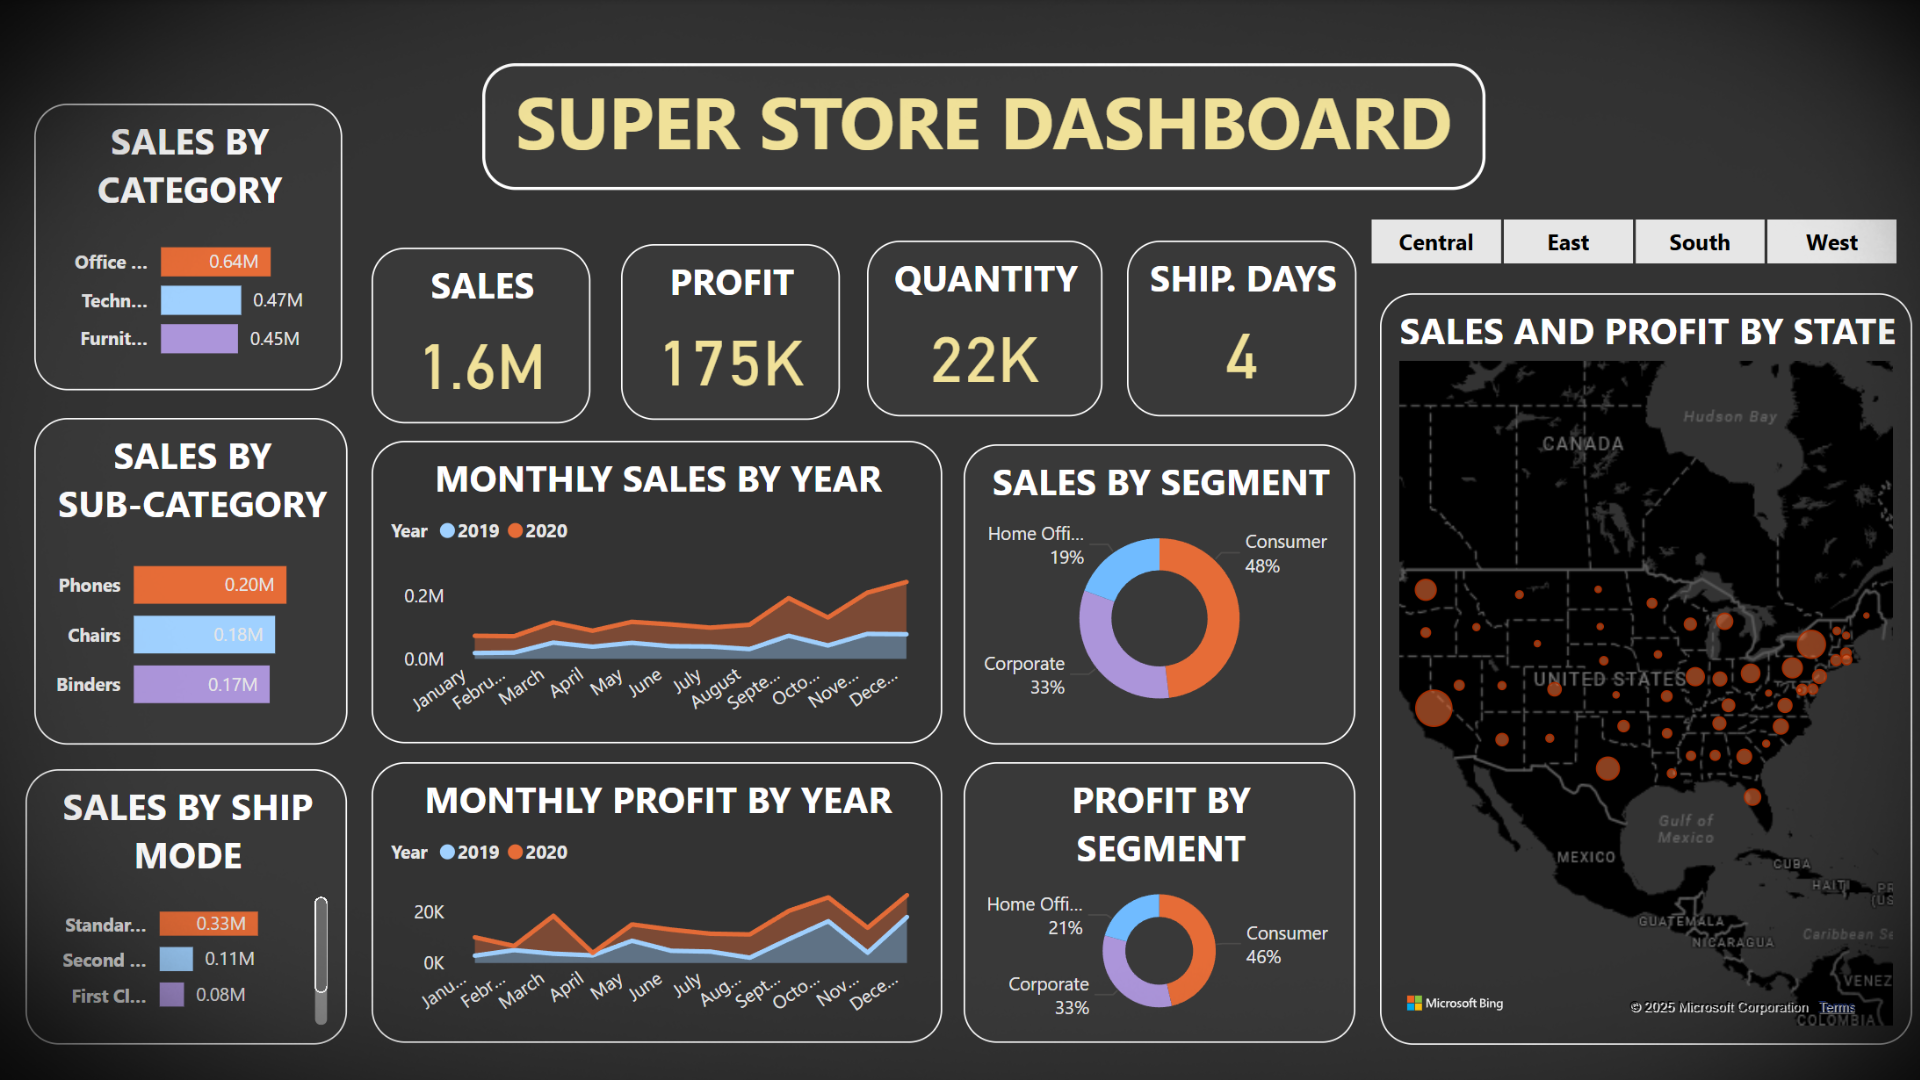 SUPER STORE DASHBOARD
SALES BY
CATEGORY
Office ... 0.64M
Techn... 0.47M
Furnit... 0.45M
SALES BY
SUB-CATEGORY
Phones 0.20M
Chairs 0.18M
Binders 0.17M
SALES BY SHIP
MODE
Standar... 0.33M
Second ... 0.11M
First Cl... 0.08M
SALES
1.6M
PROFIT
175K
QUANTITY
22K
SHIP. DAYS
4
MONTHLY SALES BY YEAR
Year 2019 2020
0.2M
0.0M
January Febru... March April May June July August Septe... Octo... Nove... Dece...
SALES BY SEGMENT
Home Offi...
19%
Consumer
48%
Corporate
33%
MONTHLY PROFIT BY YEAR
Year 2019 2020
20K
0K
Janu... Febr... March April May June July Aug... Sept... Octo... Nov... Dece...
PROFIT BY
SEGMENT
Home Offi...
21%
Consumer
46%
Corporate
33%
Central East South West
SALES AND PROFIT BY STATE
Hudson Bay
CANADA
UNITED STATES
Gulf of
Mexico
MEXICO
CUBA
HAITI
PR
(US
GUATEMALA
NICARAGUA
Caribbean Se
VENEZ
COLOMBIA
Microsoft Bing
© 2025 Microsoft Corporation Terms